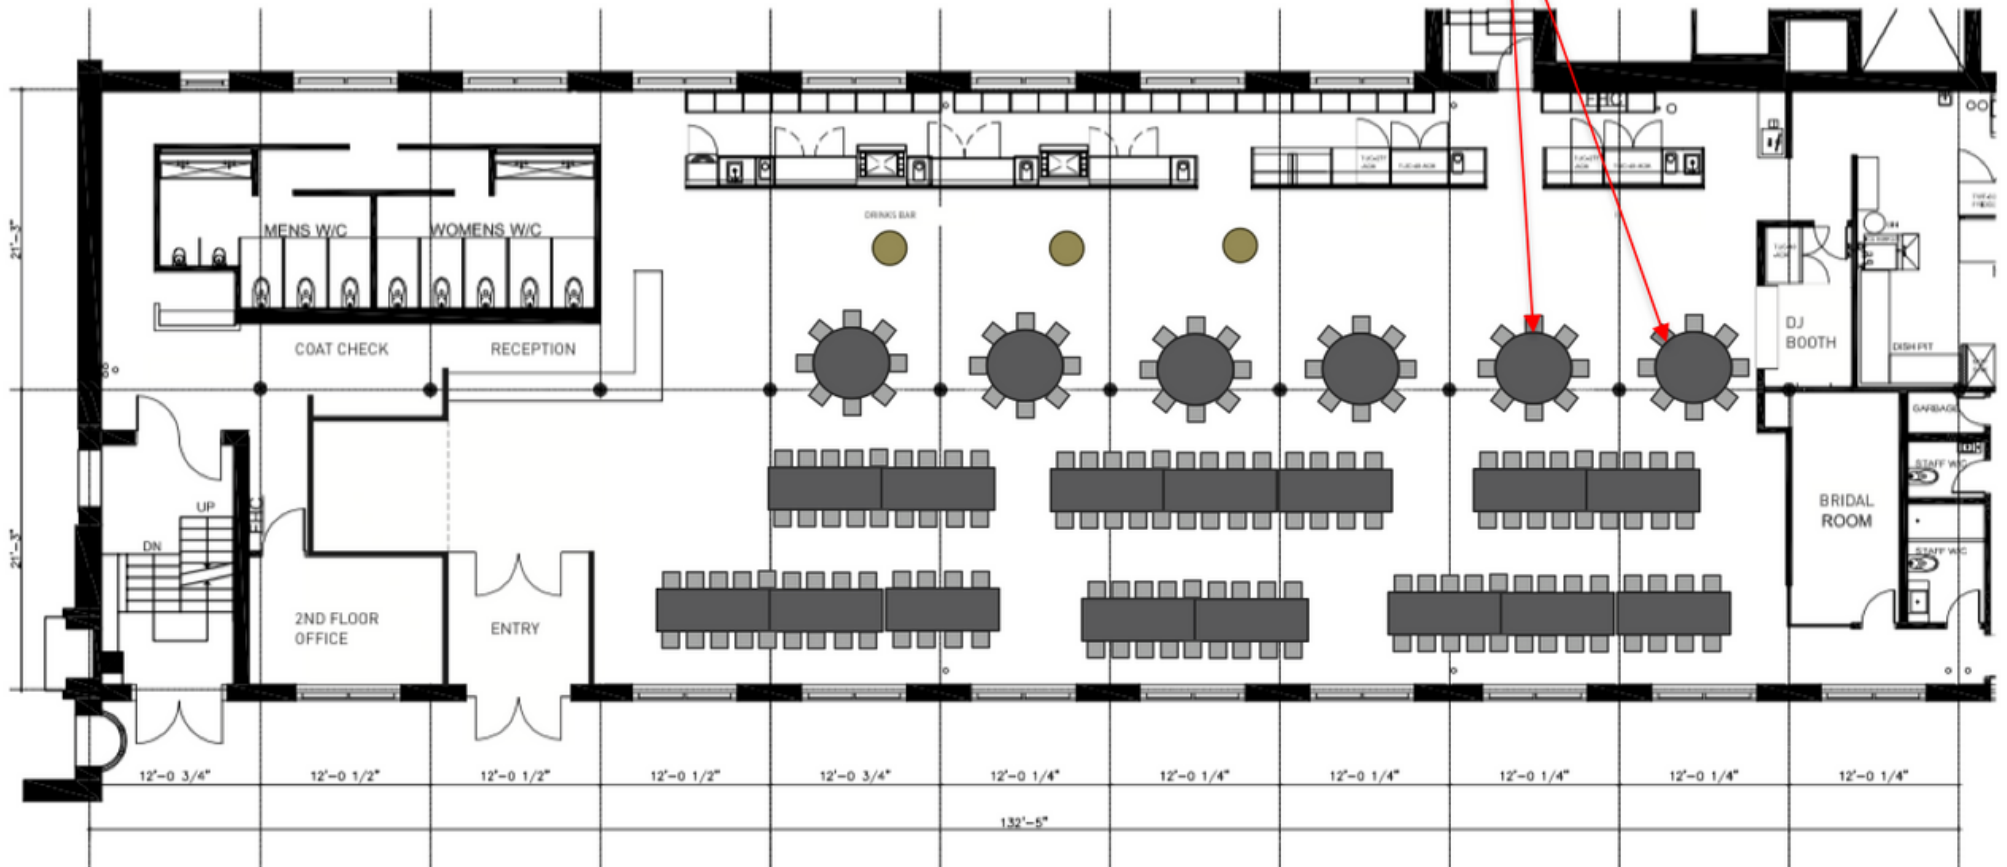 EHC
DRINKS BAR
MENS W/C
WOMENS W/C
21'-3"
COAT CHECK
RECEPTION
DJ
BOOTH
DISH PIT
GARBAGE
STAFF W/C
UP
EHC
DN
BRIDAL
ROOM
21'-3"
STAFF W/C
2ND FLOOR
OFFICE
ENTRY
12'-0 3/4"
12'-0 1/2"
12'-0 1/2"
12'-0 1/2"
12'-0 3/4"
12'-0 1/4"
12'-0 1/4"
12'-0 1/4"
12'-0 1/4"
12'-0 1/4"
12'-0 1/4"
132'-5"